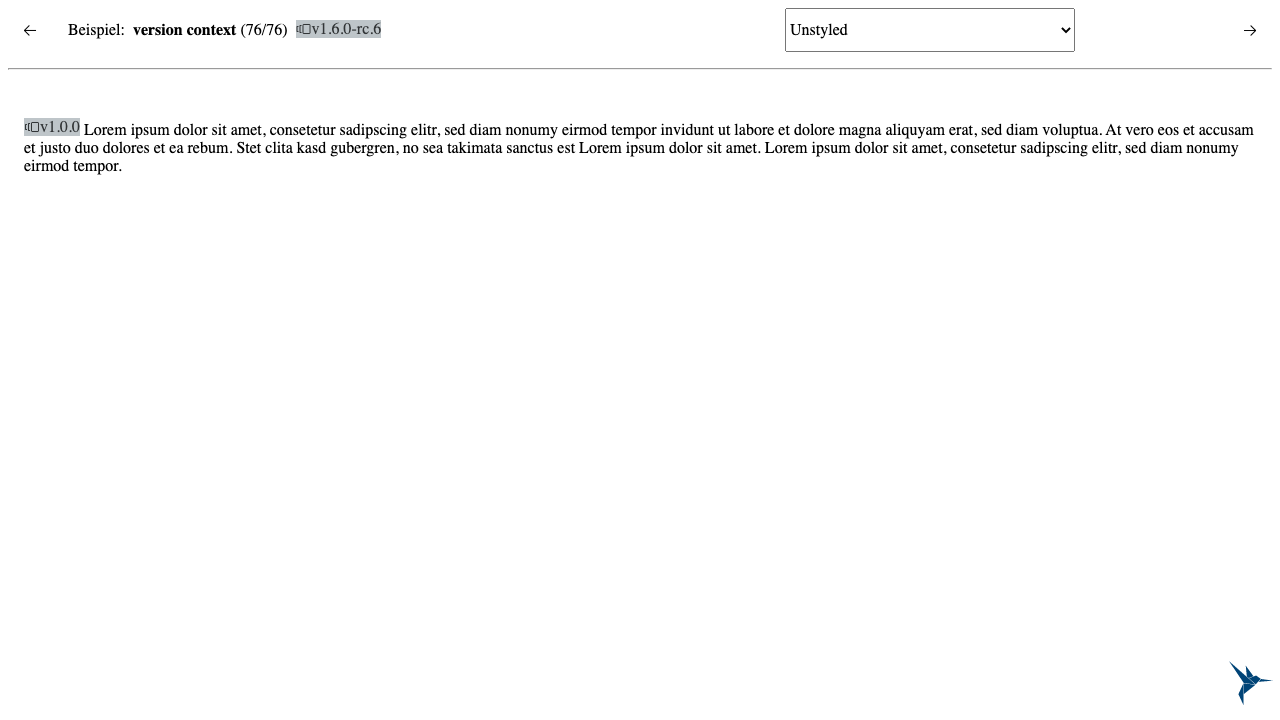 ← Beispiel: version context (76/76) v1.6.0-rc.6 Unstyled →
v1.0.0 Lorem ipsum dolor sit amet, consetetur sadipscing elitr, sed diam nonumy eirmod tempor invidunt ut labore et dolore magna aliquyam erat, sed diam voluptua. At vero eos et accusam
et justo duo dolores et ea rebum. Stet clita kasd gubergren, no sea takimata sanctus est Lorem ipsum dolor sit amet. Lorem ipsum dolor sit amet, consetetur sadipscing elitr, sed diam nonumy
eirmod tempor.